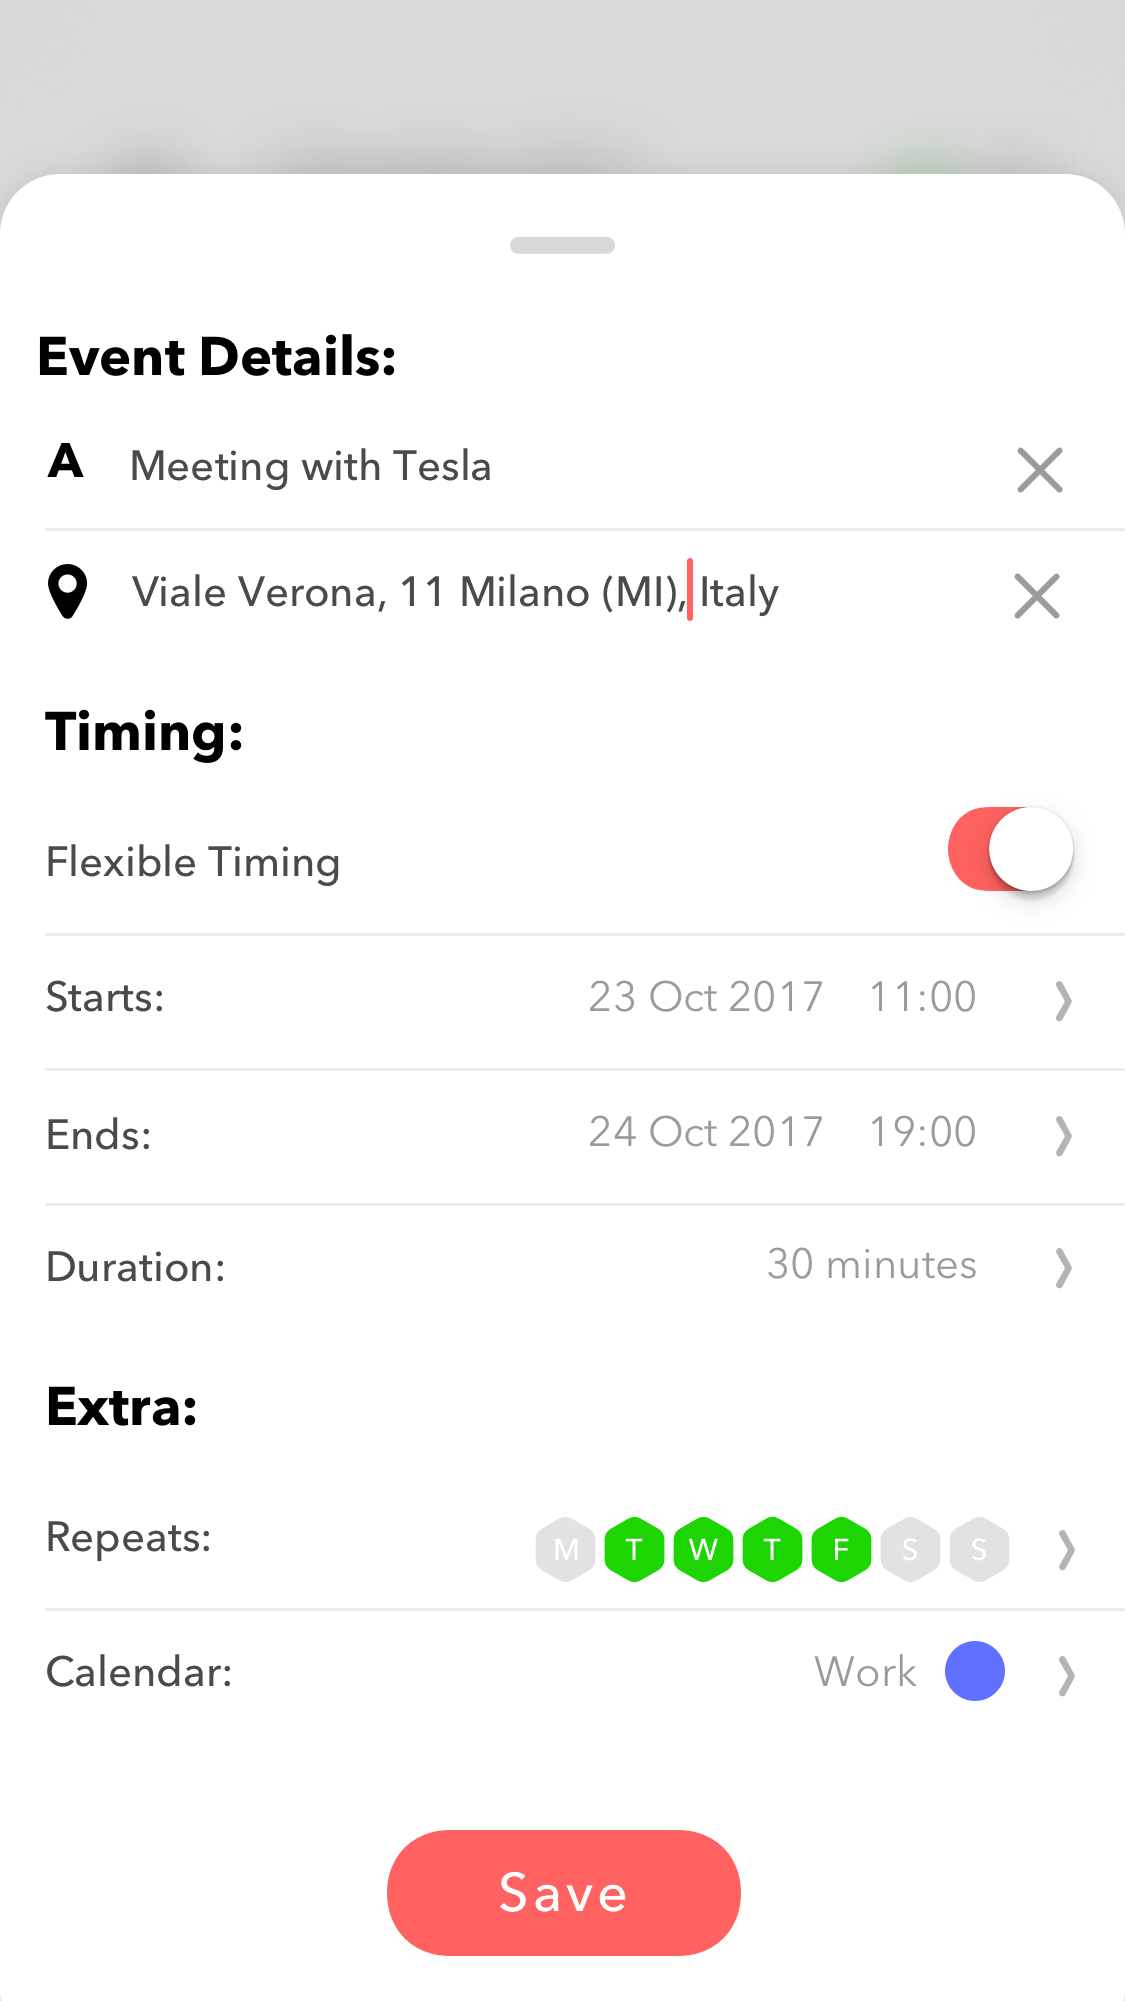 Event Details:
A Meeting with Tesla
Viale Verona, 11 Milano (MI), Italy
Timing:
Flexible Timing
Starts: 23 Oct 2017 11:00
Ends: 24 Oct 2017 19:00
Duration: 30 minutes
Extra:
Repeats: M T W T F S S
Calendar: Work
Save